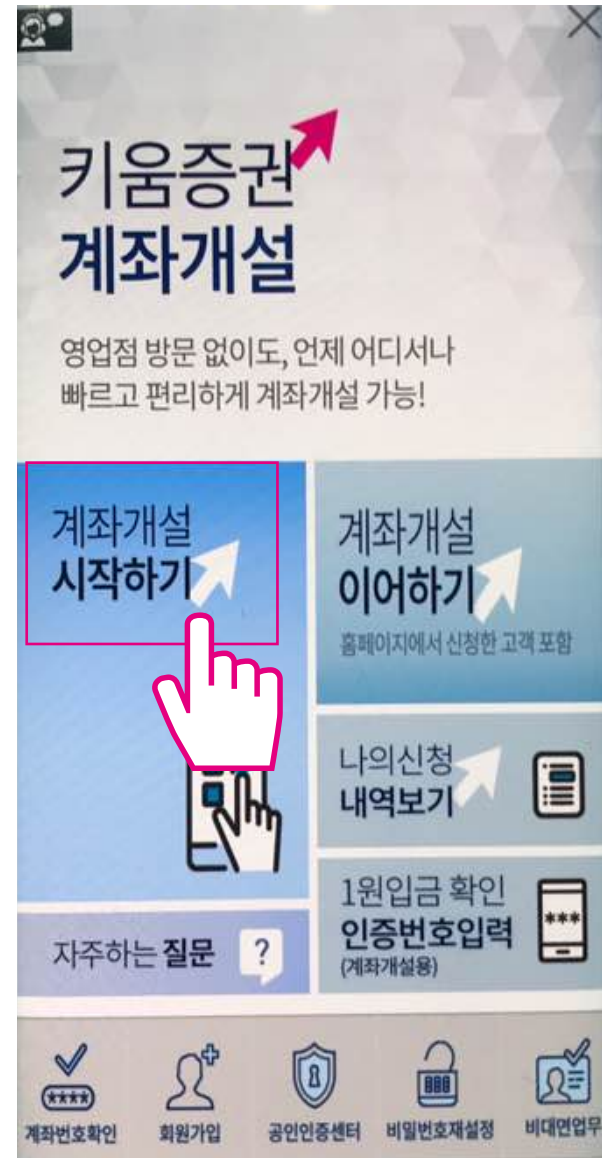 키움증권
계좌개설
영업점 방문 없이도, 언제 어디서나
빠르고 편리하게 계좌개설 가능!
계좌개설
시작하기
계좌개설
이어하기
홈페이지에서 신청한 고객 포함
나의신청
내역보기
1원입금 확인
인증번호입력
(계좌개설용)
***
자주하는 질문
?
****
계좌번호확인
회원가입
공인인증센터
비밀번호재설정
비대면업무